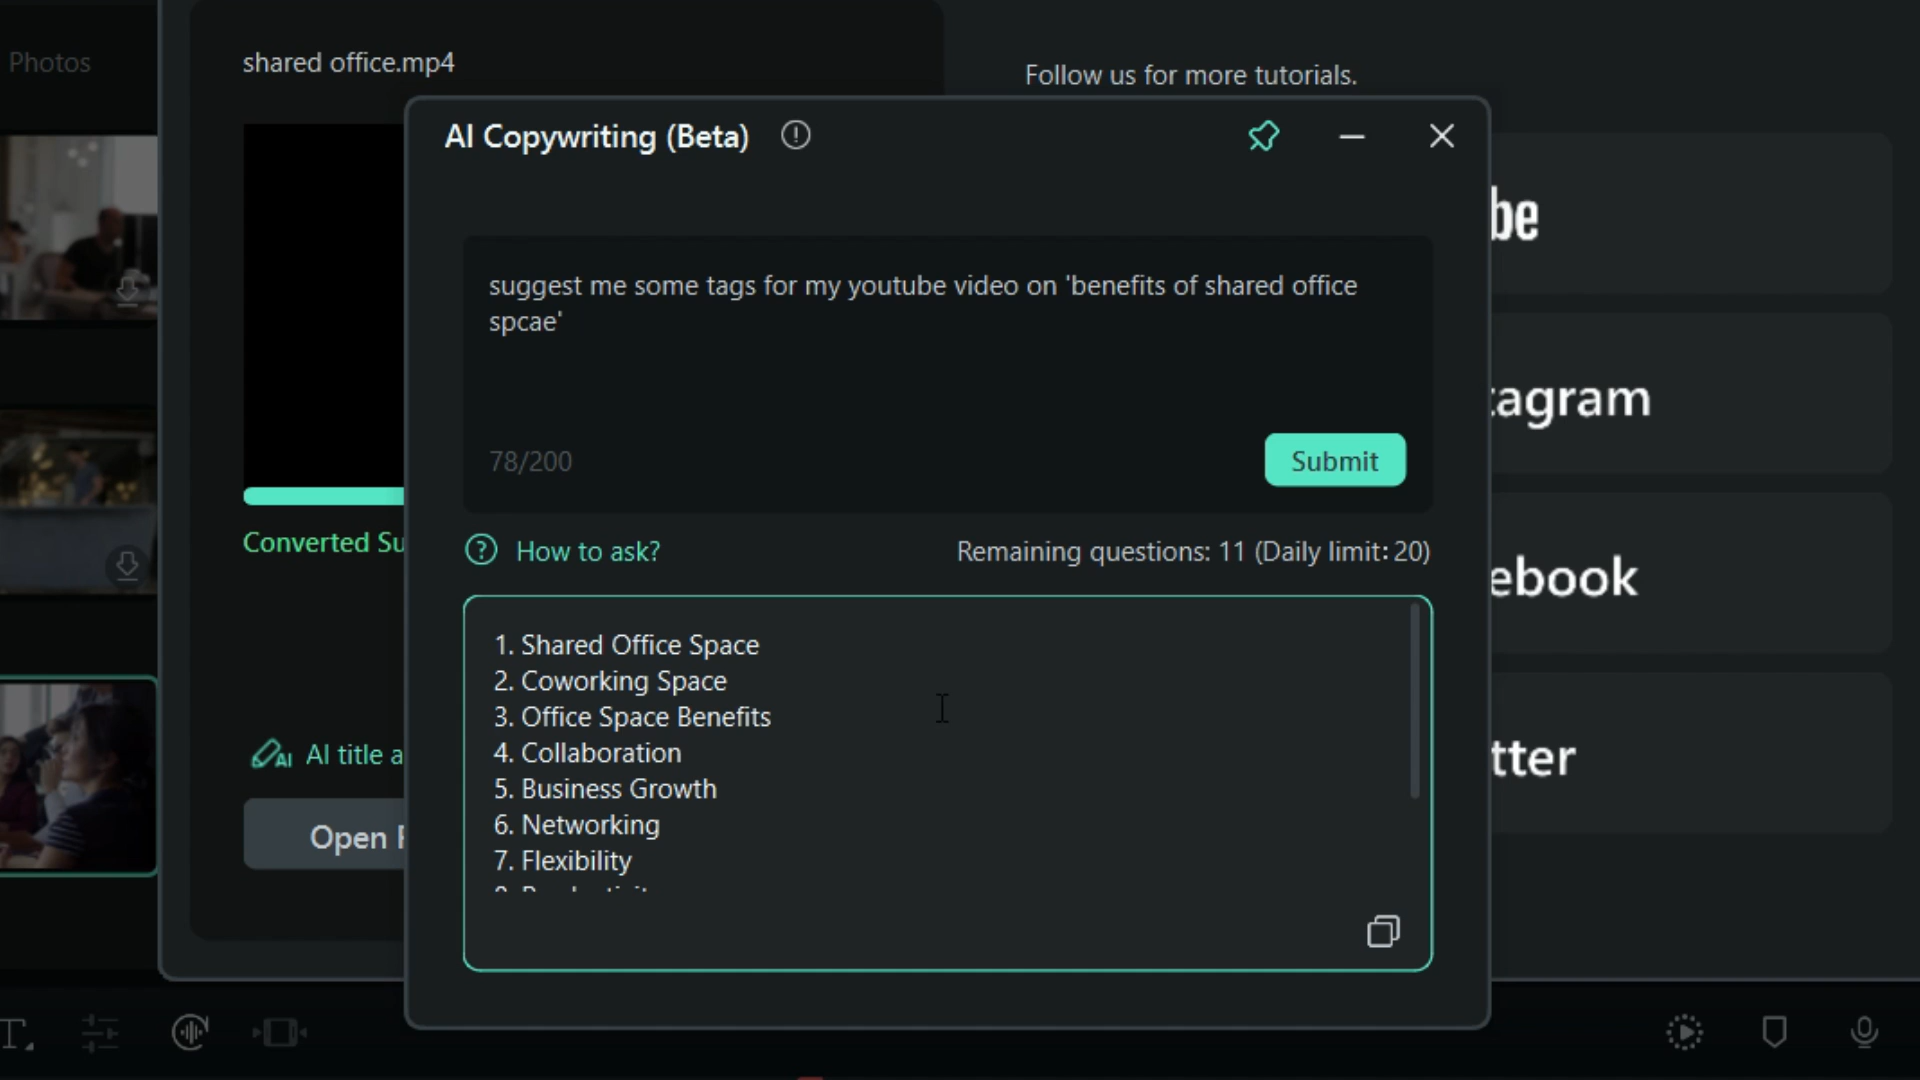 Photos
shared office.mp4
Follow us for more tutorials.
AI Copywriting (Beta)
be
suggest me some tags for my youtube video on 'benefits of shared office
spcae'
tagram
78/200
Submit
Converted Su
How to ask?
Remaining questions: 11 (Daily limit: 20)
ebook
1. Shared Office Space
2. Coworking Space
3. Office Space Benefits
4. Collaboration
AI title a
tter
5. Business Growth
6. Networking
Open
7. Flexibility